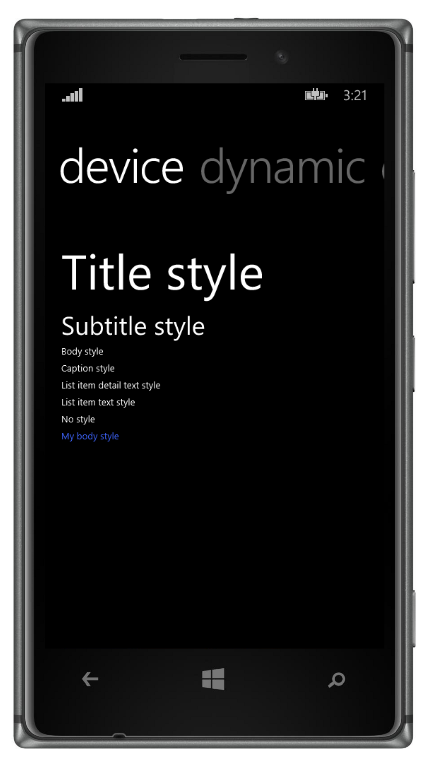 3:21
device dynamic
Title style
Subtitle style
Body style
Caption style
List item detail text style
List item text style
No style
My body style